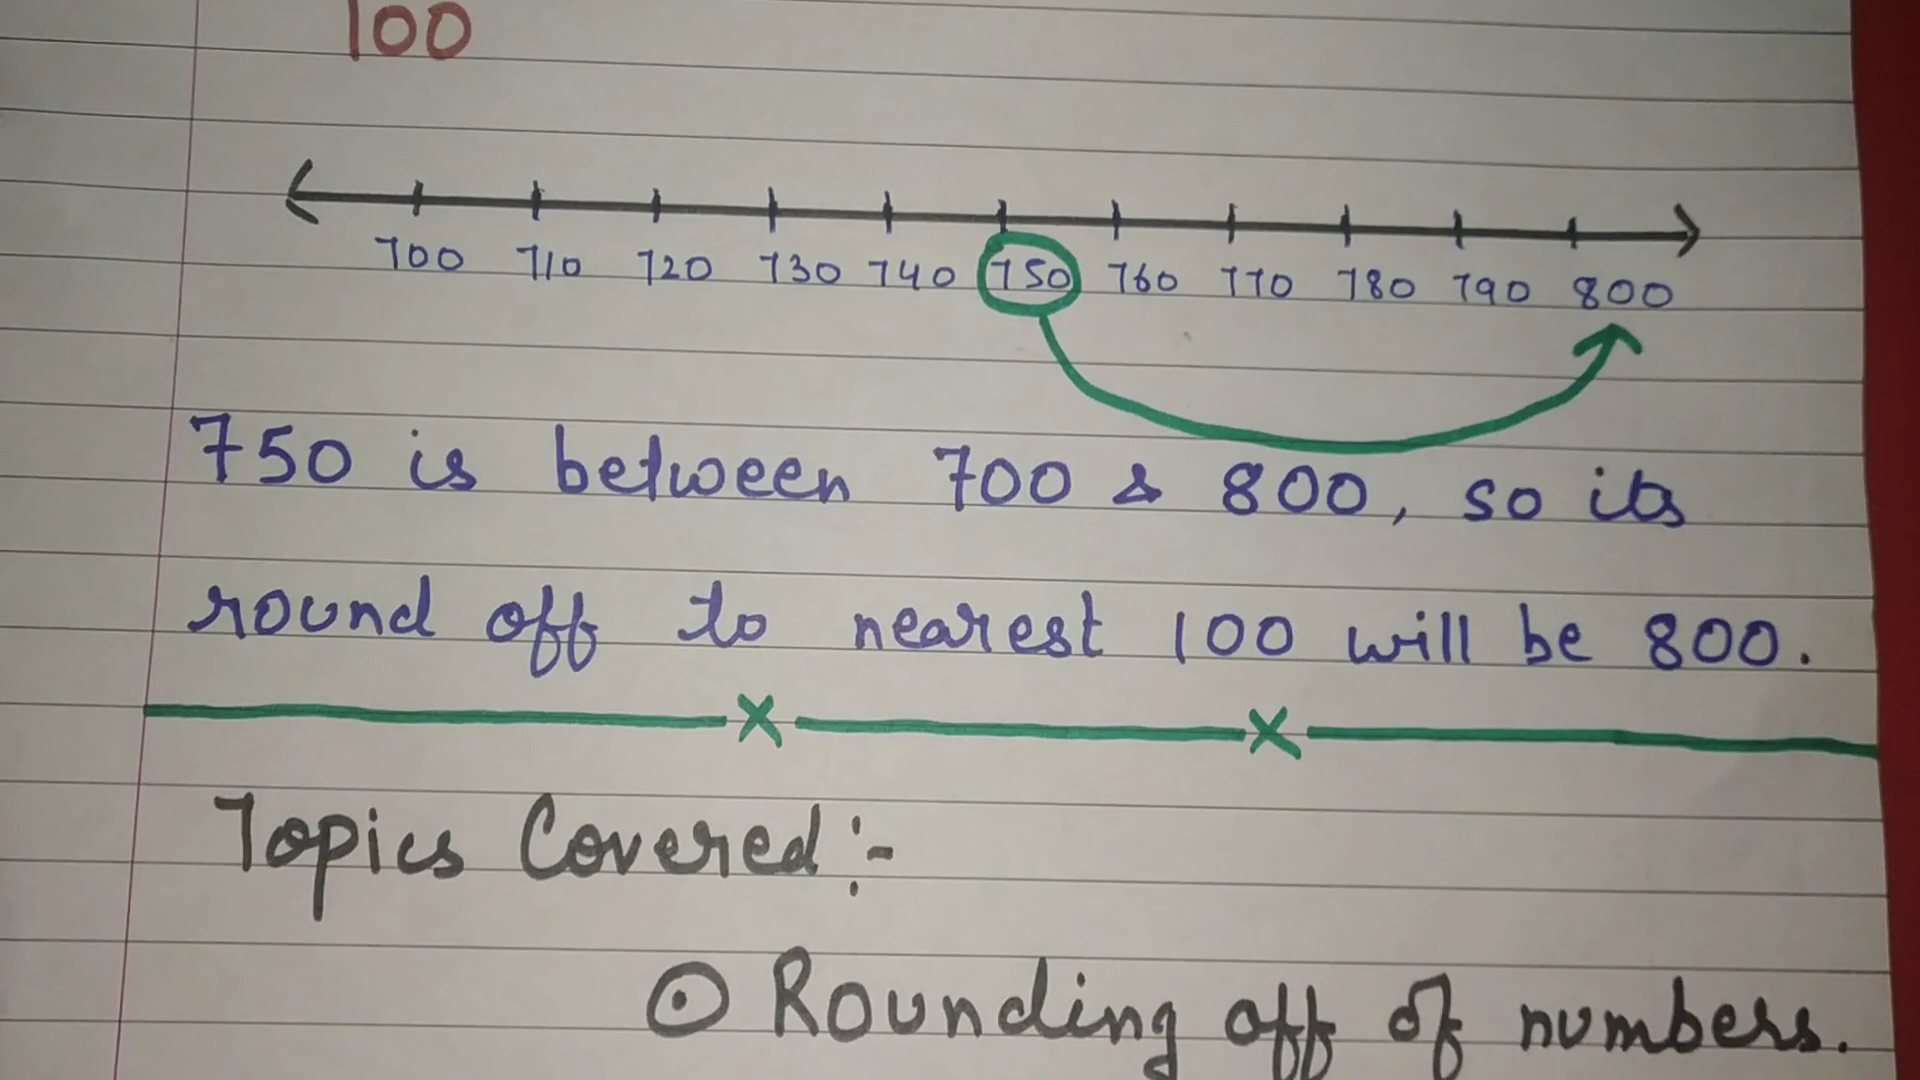 100
700 710 720 730 740 750 760 770 780 790 800
750 is between 700 & 800, so its
round off to nearest 100 will be 800.
Topics Covered :-
⊙ Rounding off of numbers.